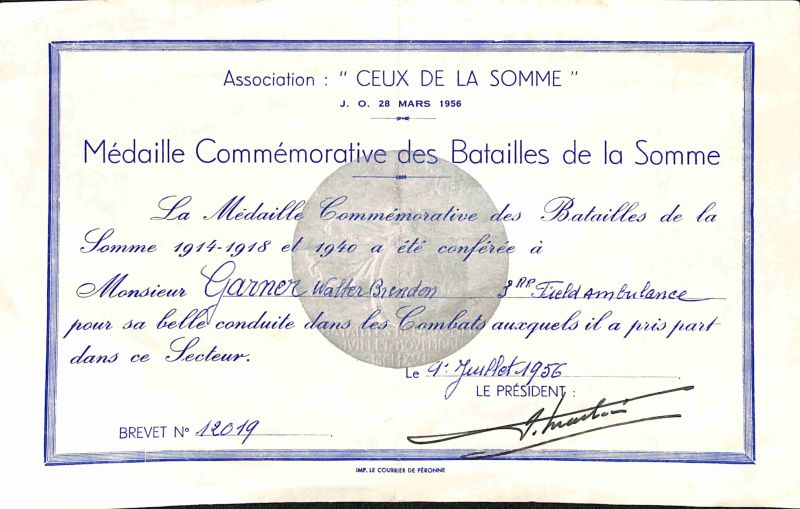 Association : " CEUX DE LA SOMME "
J. O. 28 MARS 1956
Médaille Commémorative des Batailles de la Somme
La Médaille Commémorative des Batailles de la
Somme 1914-1918 et 1940 a été conférée à
Monsieur Garner Walter Brendon 3RR Field Ambulance
pour sa belle conduite dans les Combats auxquels il a pris part
dans ce Secteur.
Le 1r Juillet 1956
LE PRÉSIDENT :
BREVET No 12019
IMP. LE COURRIER DE PÉRONNE